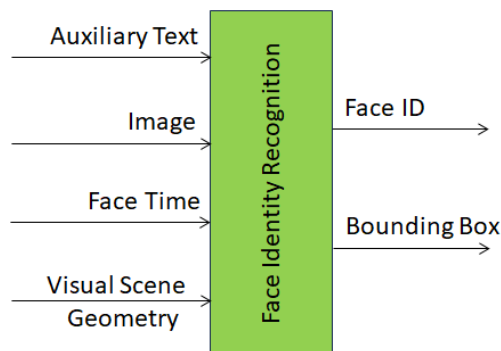 Auxiliary Text
Image
Face Time
Visual Scene
Geometry
Face Identity Recognition
Face ID
Bounding Box